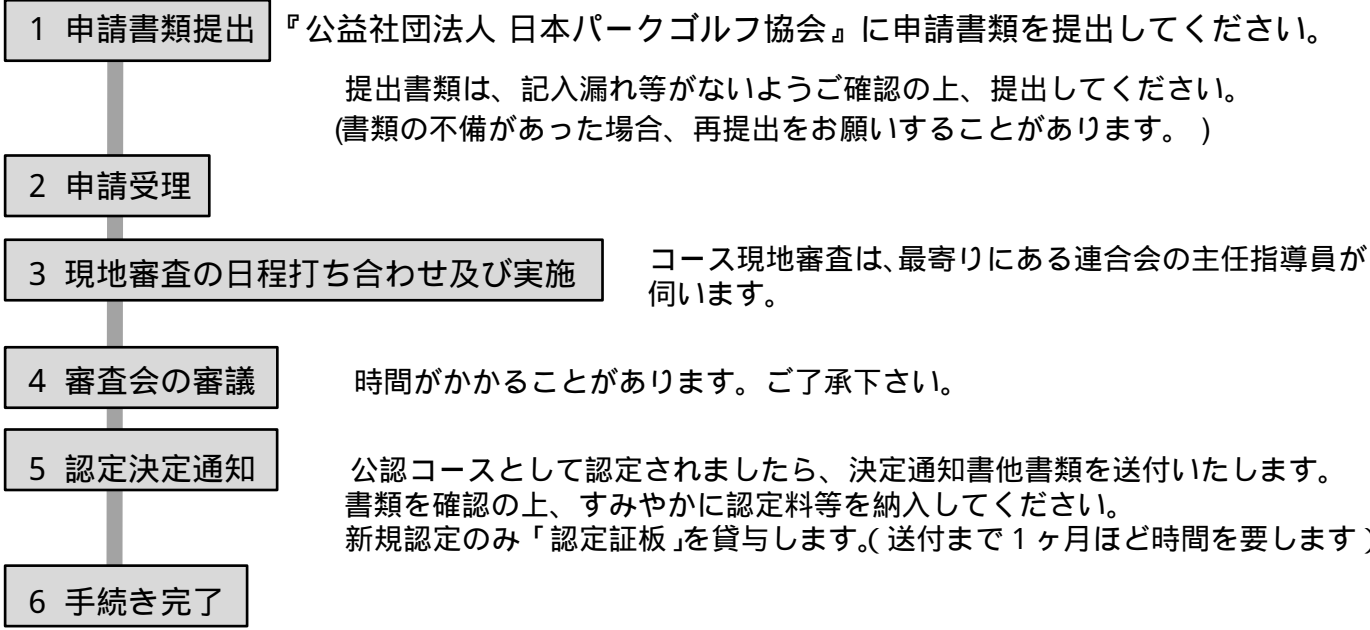 1 申請書類提出 『公益社団法人 日本パークゴルフ協会』に申請書類を提出してください。
提出書類は、記入漏れ等がないようご確認の上、提出してください。
(書類の不備があった場合、再提出をお願いすることがあります。)
2 申請受理
3 現地審査の日程打ち合わせ及び実施
コース現地審査は、最寄りにある連合会の主任指導員が
伺います。
4 審査会の審議 時間がかかることがあります。ご了承下さい。
5 認定決定通知 公認コースとして認定されましたら、決定通知書他書類を送付いたします。
書類を確認の上、すみやかに認定料等を納入してください。
新規認定のみ「認定証板」を貸与します。(送付まで1ヶ月ほど時間を要します)
6 手続き完了